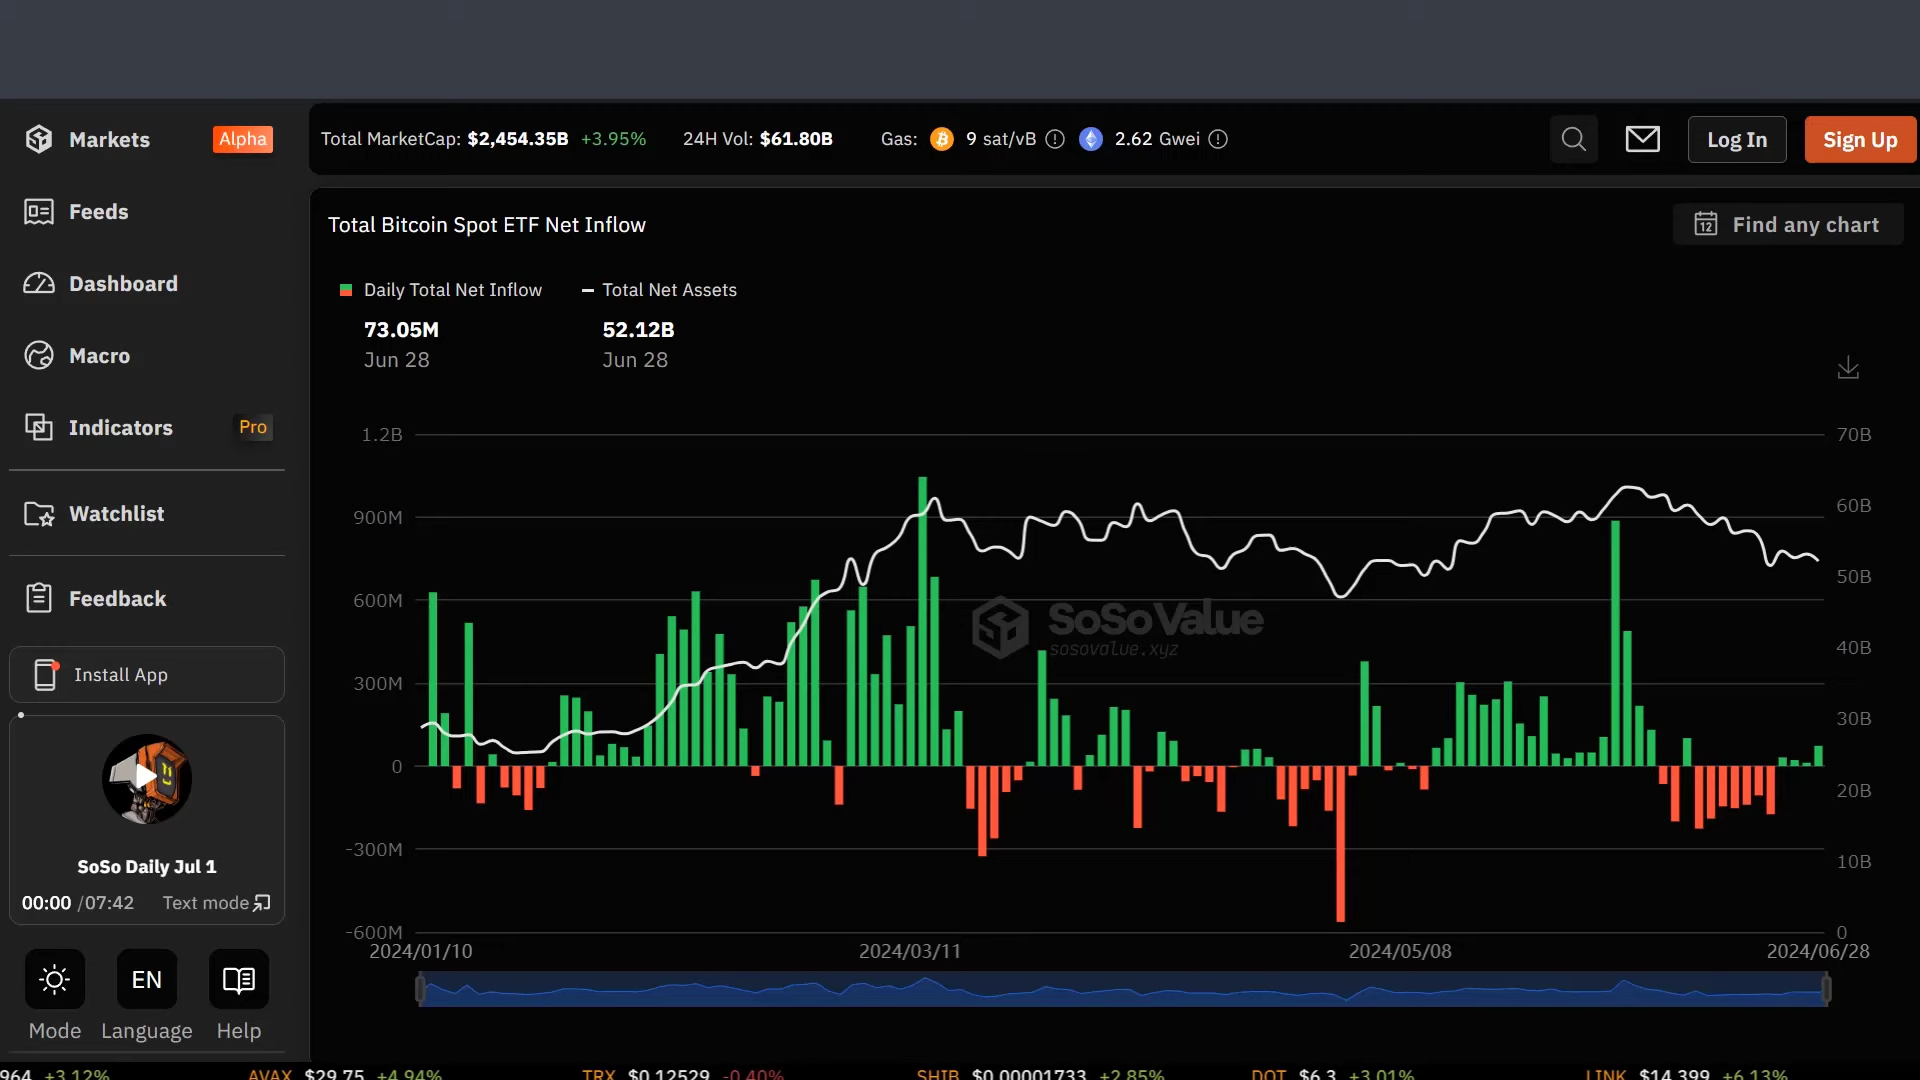 Markets Alpha
Total MarketCap: $2,454.35B +3.95% 24H Vol: $61.80B Gas: 9 sat/vB 2.62 Gwei Log In Sign Up
Feeds
Dashboard
Macro
Indicators Pro
Watchlist
Feedback
Install App
SoSo Daily Jul 1
00:00 /07:42 Text mode
EN
Mode Language Help
Total Bitcoin Spot ETF Net Inflow
12 Find any chart
Daily Total Net Inflow Total Net Assets
73.05M 52.12B
Jun 28 Jun 28
1.2B 70B
900M 60B
50B
600M
SoSoValue
sosovalue.xyz
40B
300M
30B
0
20B
-300M
10B
-600M 0
2024/01/10 2024/03/11 2024/05/08 2024/06/28
964 +3.12% AVAX $29.75 +4.94% TRX $0.12529 -0.40% SHIB $0.00001733 +2.85% DOT $6.3 +3.01% LINK $14.399 +6.13%